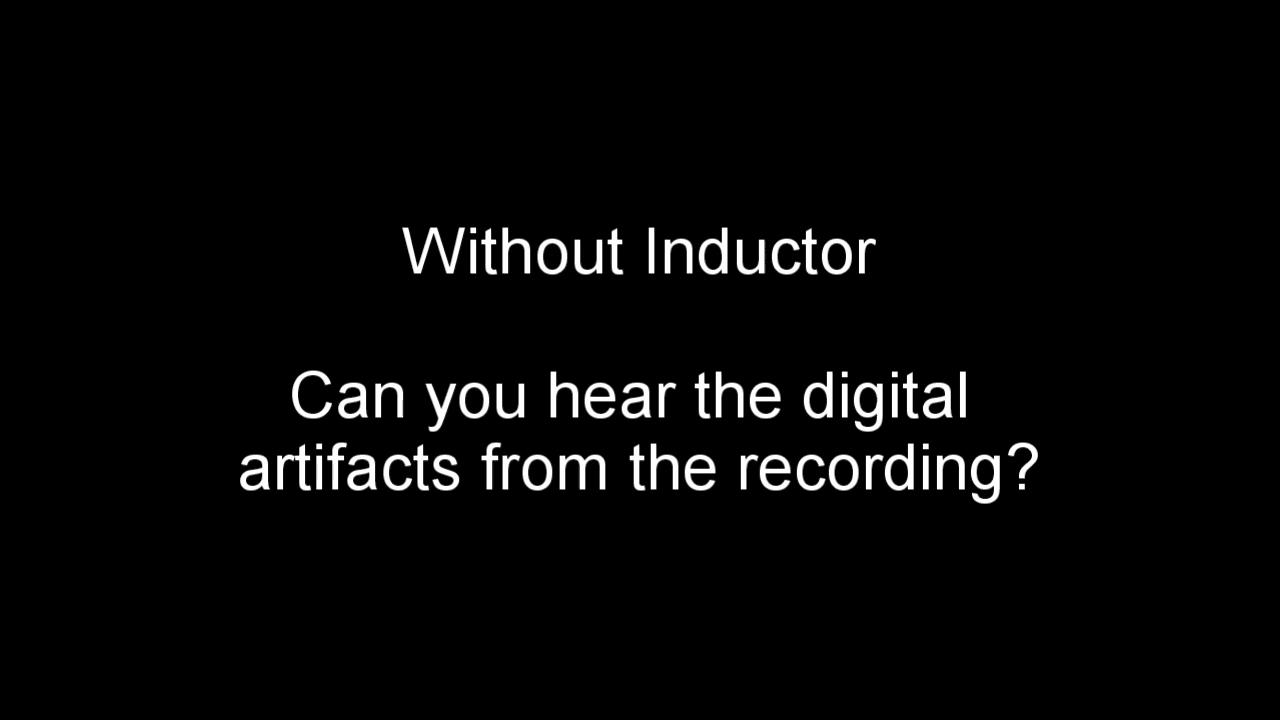 Without Inductor
Can you hear the digital
artifacts from the recording?